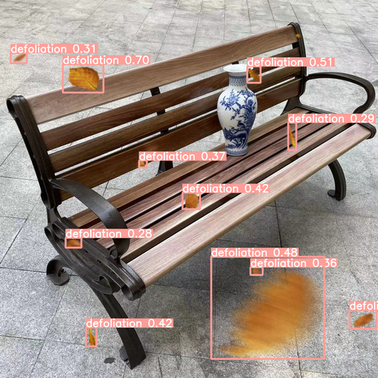 defoliation 0.31
defoliation 0.70
defoliation 0.51
defoliation 0.29
defoliation 0.37
defoliation 0.42
defoliation 0.28
defoliation 0.48
defoliation 0.36
defoliation 0.42